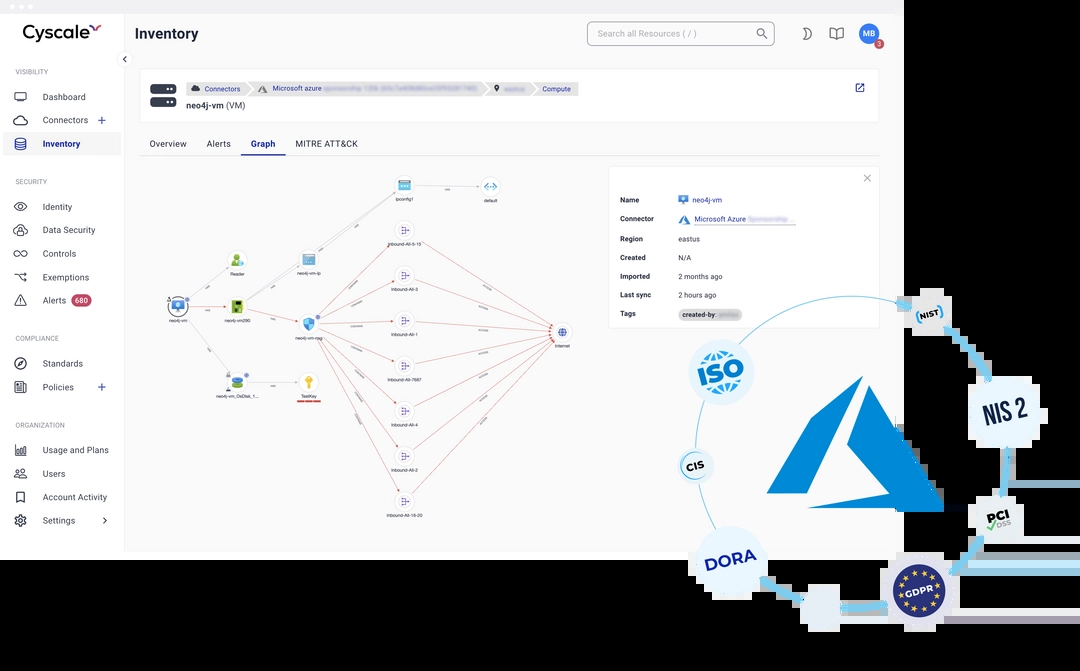 Cyscale
Inventory
Search all Resources ( / )
MB
3
VISIBILITY
Dashboard
Connectors +
Inventory
SECURITY
Identity
Data Security
Controls
Exemptions
Alerts 680
COMPLIANCE
Standards
Policies +
ORGANIZATION
Usage and Plans
Users
Account Activity
Settings
Connectors
Microsoft azure
Compute
neo4j-vm (VM)
Overview
Alerts
Graph
MITRE ATT&CK
ipconfig1
default
Inbound-All-5-15
Reader
neo4j-vm-ip
Inbound-All-3
neo4j-vm
neo4j-vm290
neo4j-vm-nsg
Inbound-All-1
Internet
Inbound-All-7687
neo4j-vm_OsDisk_1...
TestKey
Inbound-All-4
Inbound-All-2
Inbound-All-16-20
Name neo4j-vm
Connector Microsoft Azure
Region eastus
Created N/A
Imported 2 months ago
Last sync 2 hours ago
Tags created-by:
NIST
ISO
NIS 2
CIS
PCI
DSS
DORA
GDPR